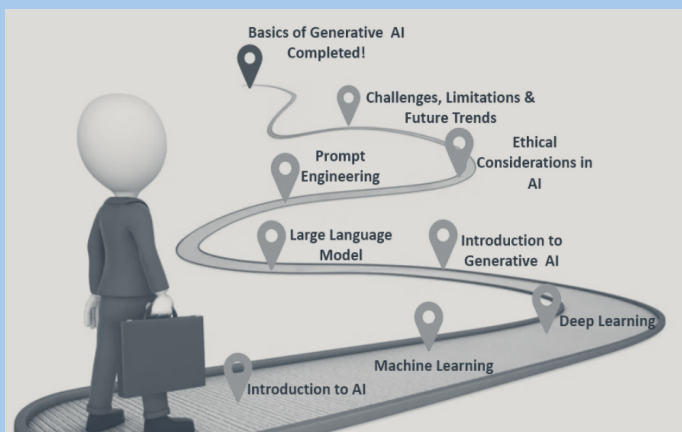 Basics of Generative AI
Completed!
Challenges, Limitations &
Future Trends
Ethical
Considerations in
AI
Prompt
Engineering
Large Language
Model
Introduction to
Generative AI
Deep Learning
Machine Learning
Introduction to AI